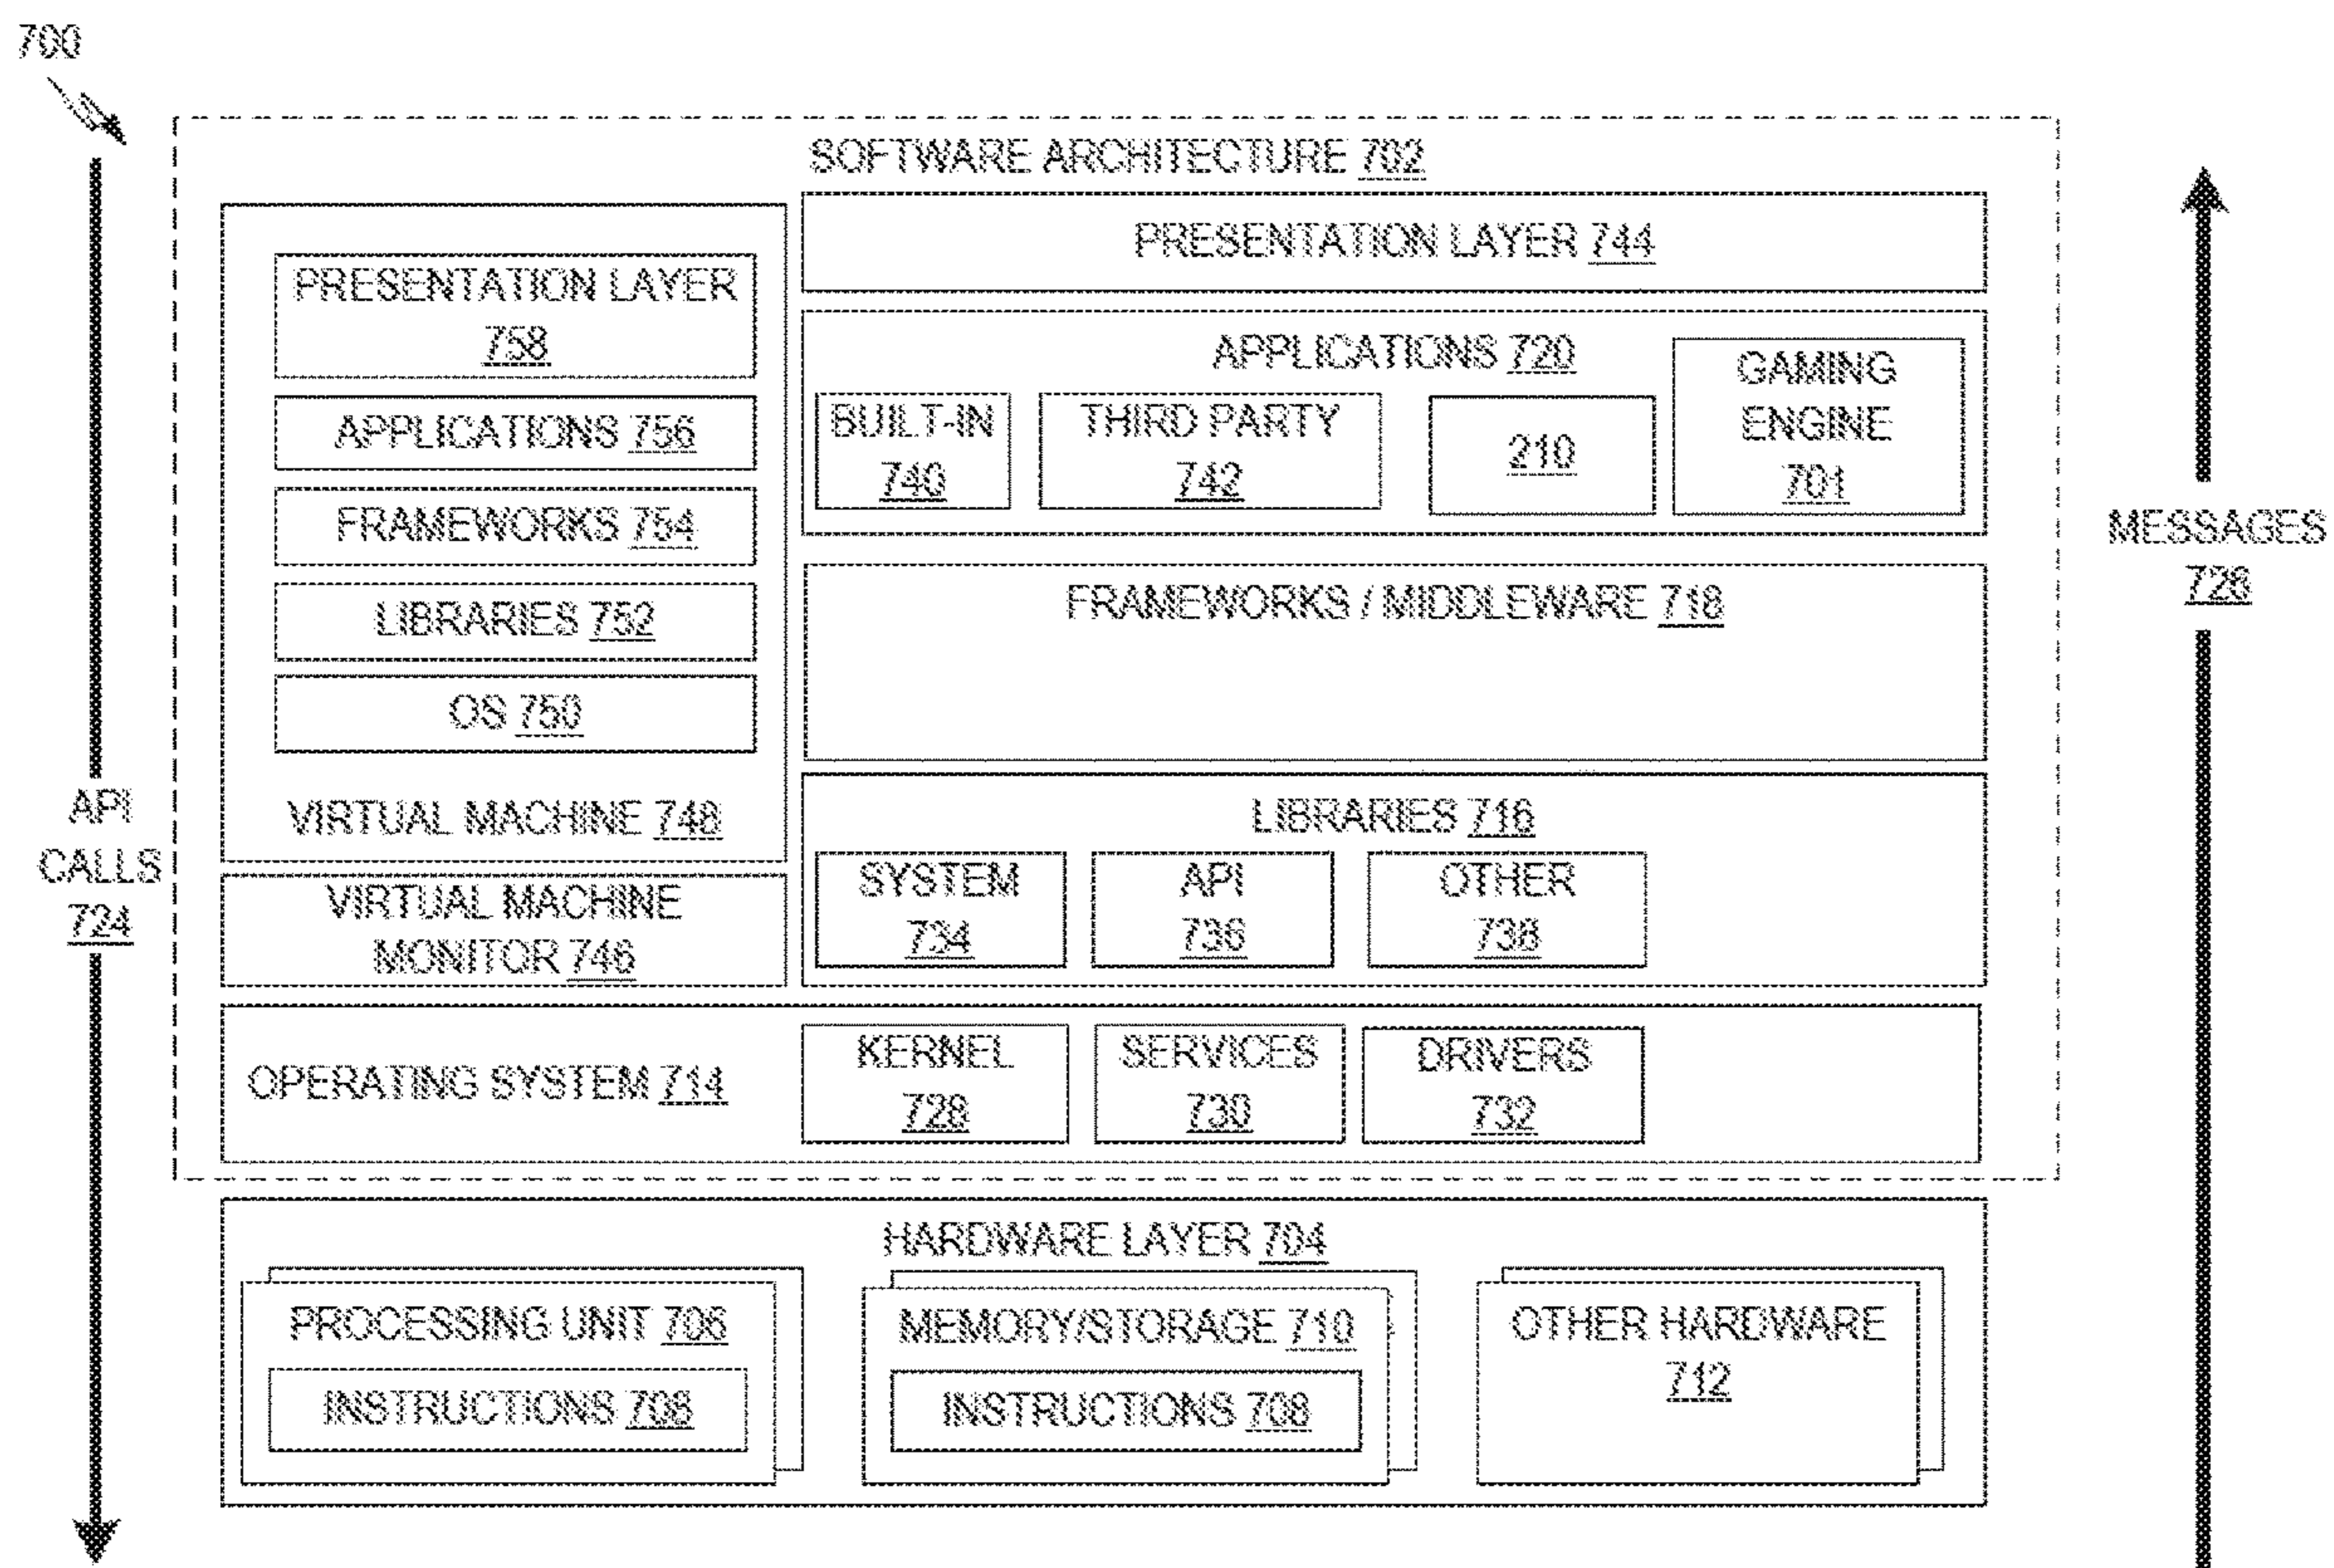 700
SOFTWARE ARCHITECTURE 702
PRESENTATION LAYER
758
APPLICATIONS 756
FRAMEWORKS 754
LIBRARIES 752
OS 750
VIRTUAL MACHINE 748
VIRTUAL MACHINE
MONITOR 746
PRESENTATION LAYER 744
APPLICATIONS 720
BUILT-IN
740
THIRD PARTY
742
210
GAMING
ENGINE
701
FRAMEWORKS / MIDDLEWARE 718
LIBRARIES 716
SYSTEM
734
API
736
OTHER
738
OPERATING SYSTEM 714
KERNEL
728
SERVICES
730
DRIVERS
732
HARDWARE LAYER 704
PROCESSING UNIT 706
INSTRUCTIONS 708
MEMORY/STORAGE 710
INSTRUCTIONS 708
OTHER HARDWARE
712
API
CALLS
724
MESSAGES
726